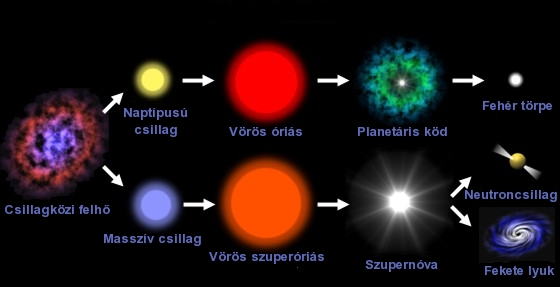 Csillagközi felhő
Naptípusú
csillag
Vörös óriás
Planetáris köd
Fehér törpe
Masszív csillag
Vörös szuperóriás
Szupernóva
Neutroncsillag
Fekete lyuk